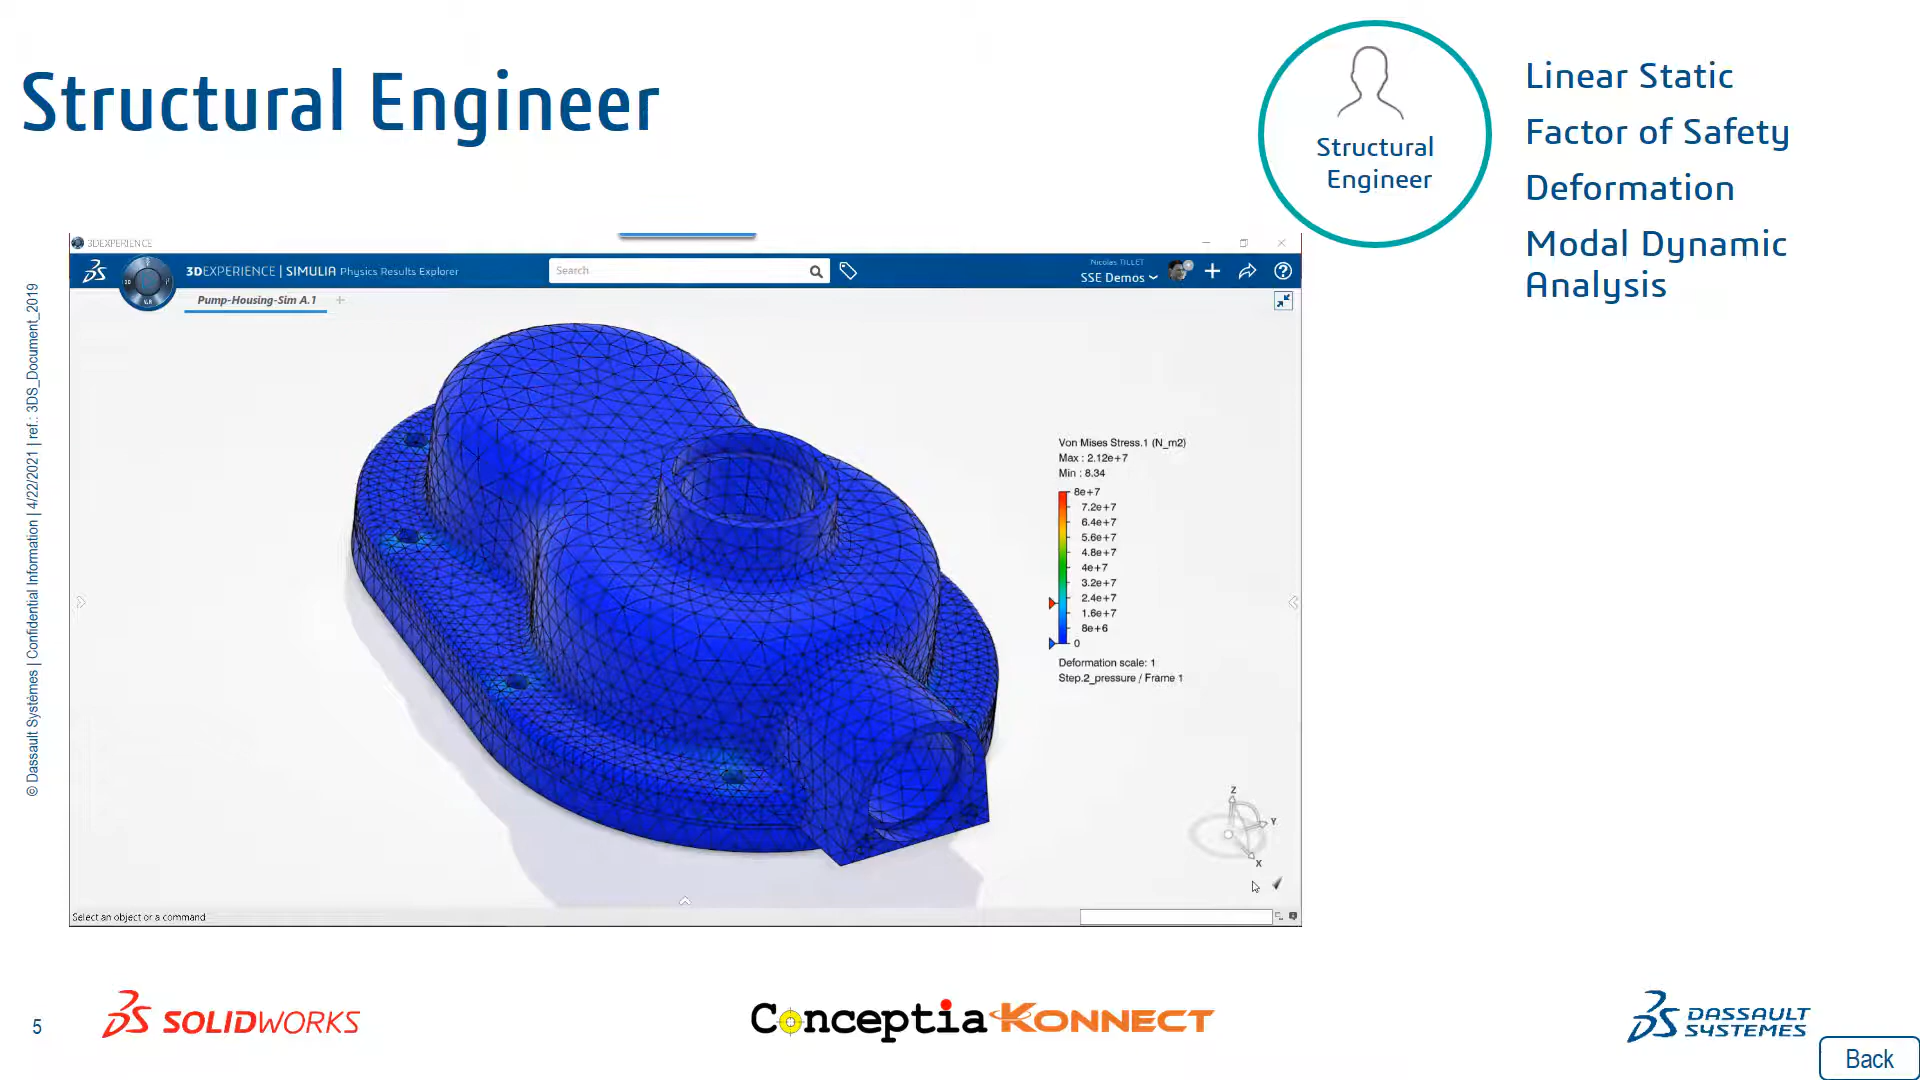 Structural Engineer
Structural
Engineer
Linear Static
Factor of Safety
Deformation
Modal Dynamic
Analysis
© Dassault Systèmes | Confidential Information | 4/22/2021 | ref.: 3DS_Document_2019
3DEXPERIENCE
3DEXPERIENCE | SIMULIA Physics Results Explorer
Search
Nicolas TILLET
SSE Demos
Pump-Housing-Sim A.1
Von Mises Stress.1 (N_m2)
Max : 2.12e+7
Min : 8.34
8e+7
7.2e+7
6.4e+7
5.6e+7
4.8e+7
4e+7
3.2e+7
2.4e+7
1.6e+7
8e+6
0
Deformation scale: 1
Step.2_pressure / Frame 1
Z
Y
X
Select an object or a command
5
SOLIDWORKS
Conceptia KONNECT
DASSAULT
SYSTEMES
Back